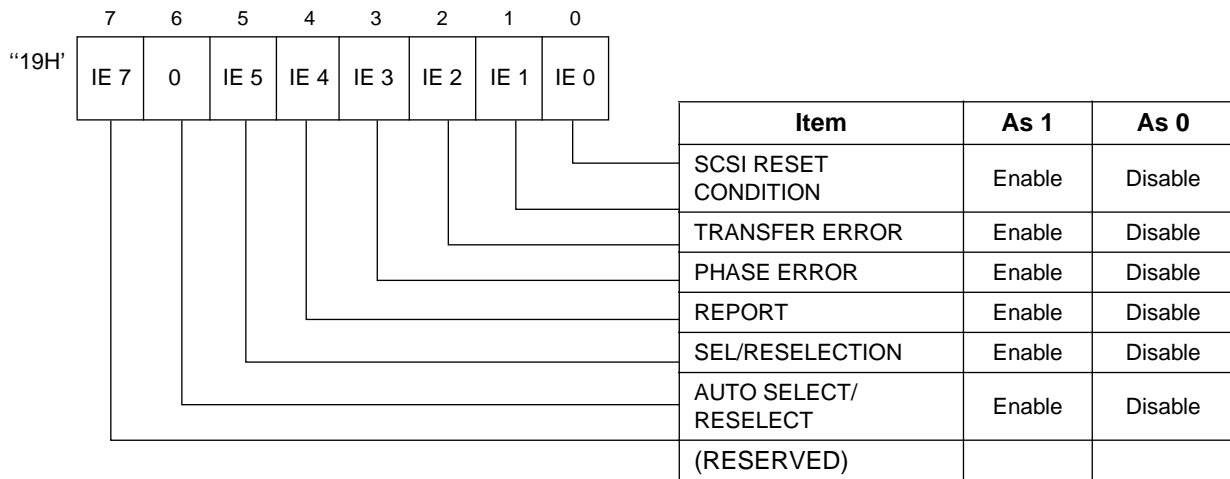 7 6 5 4 3 2 1 0
‘‘19H’
IE 7 0 IE 5 IE 4 IE 3 IE 2 IE 1 IE 0
Item As 1 As 0
SCSI RESET
CONDITION Enable Disable
TRANSFER ERROR Enable Disable
PHASE ERROR Enable Disable
REPORT Enable Disable
SEL/RESELECTION Enable Disable
AUTO SELECT/
RESELECT Enable Disable
(RESERVED)